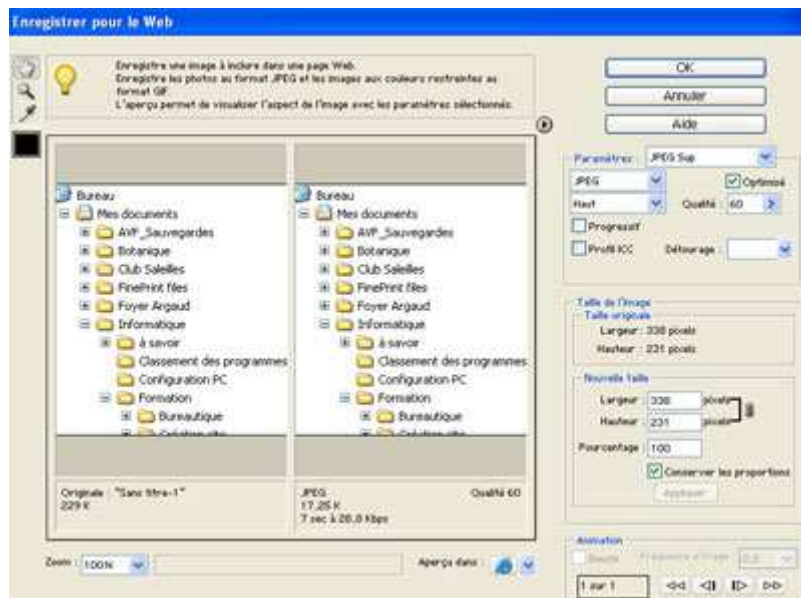 Enregistrer pour le Web
Enregistre une image à inclure dans une page Web.
Enregistre les photos au format JPEG et les images aux couleurs restreintes au
format GIF.
L'aperçu permet de visualiser l'aspect de l'image avec les paramètres sélectionnés.
OK
Annuler
Aide
Paramètres : JPEG Sup
JPEG
Optimisé
Haut
Qualité : 60
Progressif
Profil ICC
Détourage :
Bureau
Mes documents
AVF_Sauvegardes
Botanique
Club Saleilles
FinePrint files
Foyer Argaud
Informatique
à savoir
Classement des programmes
Configuration PC
Formation
Bureautique
Création site
Bureau
Mes documents
AVF_Sauvegardes
Botanique
Club Saleilles
FinePrint files
Foyer Argaud
Informatique
à savoir
Classement des programmes
Configuration PC
Formation
Bureautique
Création site
Originale : "Sans titre-1"
229 K
JPEG
Qualité 60
17,25 K
7 sec à 28,8 Kbps
Taille de l'image
Taille originale
Largeur : 338 pixels
Hauteur : 231 pixels
Nouvelle taille
Largeur : 338 pixels
Hauteur : 231 pixels
Pourcentage : 100
Conserver les proportions
Appliquer
Animation
Boucle
1 sur 1
Zoom : 100%
Aperçu dans :